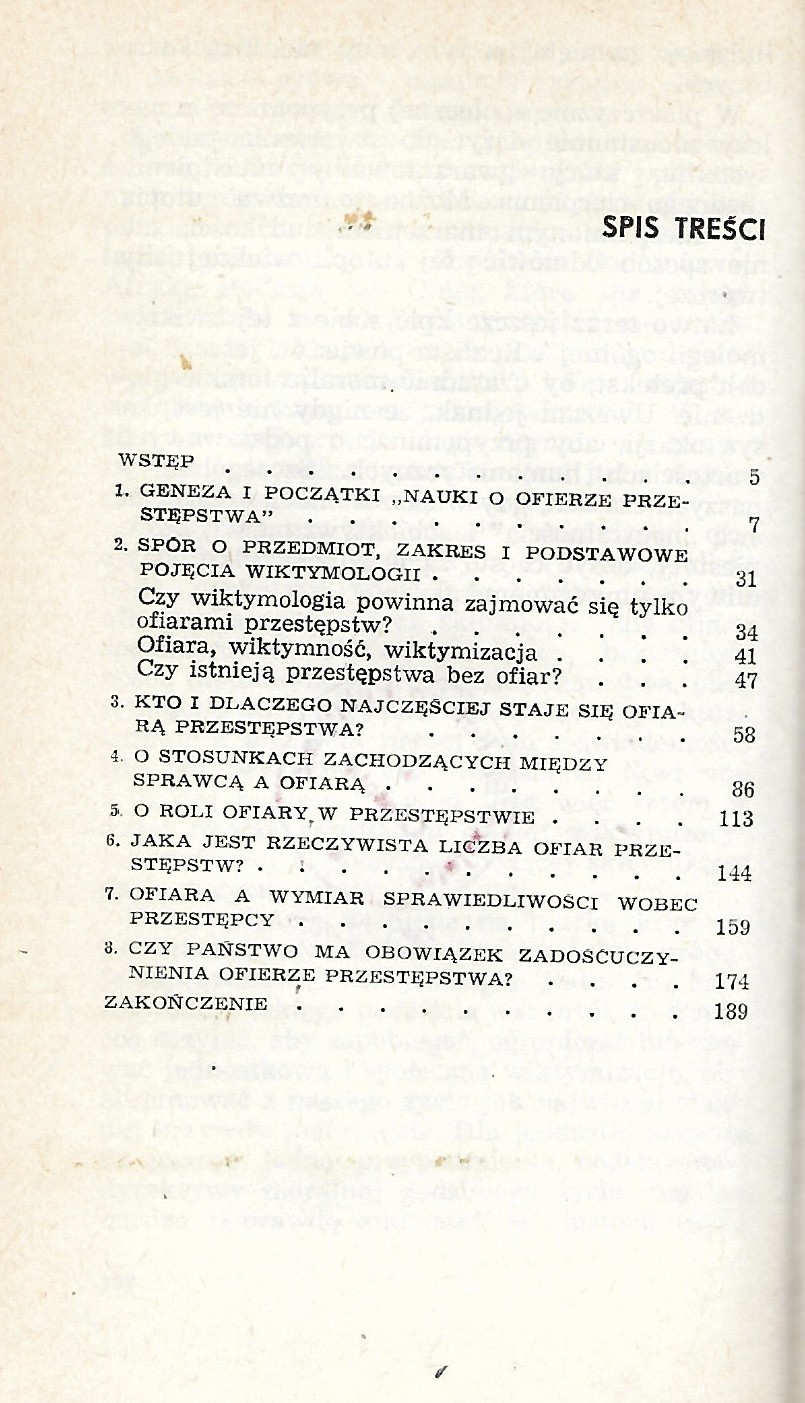 SPIS TREŚCI
WSTĘP . . . . . . . . . . . . 5
1. GENEZA I POCZĄTKI „NAUKI O OFIERZE PRZE-
STĘPSTWA” . . . . . . . . . . 7
2. SPÓR O PRZEDMIOT, ZAKRES I PODSTAWOWE
POJĘCIA WIKTYMOLOGII . . . . . . . 31
Czy wiktymologia powinna zajmować się tylko
ofiarami przestępstw? . . . . . . . 34
Ofiara, wiktymność, wiktymizacja . . . . 41
Czy istnieją przestępstwa bez ofiar? . . . 47
3. KTO I DLACZEGO NAJCZĘŚCIEJ STAJE SIĘ OFIA-
RĄ PRZESTĘPSTWA? . . . . . . . 58
4. O STOSUNKACH ZACHODZĄCYCH MIĘDZY
SPRAWCĄ A OFIARĄ . . . . . . . . 86
5. O ROLI OFIARY W PRZESTĘPSTWIE . . . . 113
6. JAKA JEST RZECZYWISTA LICZBA OFIAR PRZE-
STĘPSTW? . . . . . . . . . . . 144
7. OFIARA A WYMIAR SPRAWIEDLIWOŚCI WOBEC
PRZESTĘPCY . . . . . . . . . . 159
8. CZY PAŃSTWO MA OBOWIĄZEK ZADOŚĆUCZY-
NIENIA OFIERZE PRZESTĘPSTWA? . . . . 174
ZAKOŃCZENIE . . . . . . . . . . 189